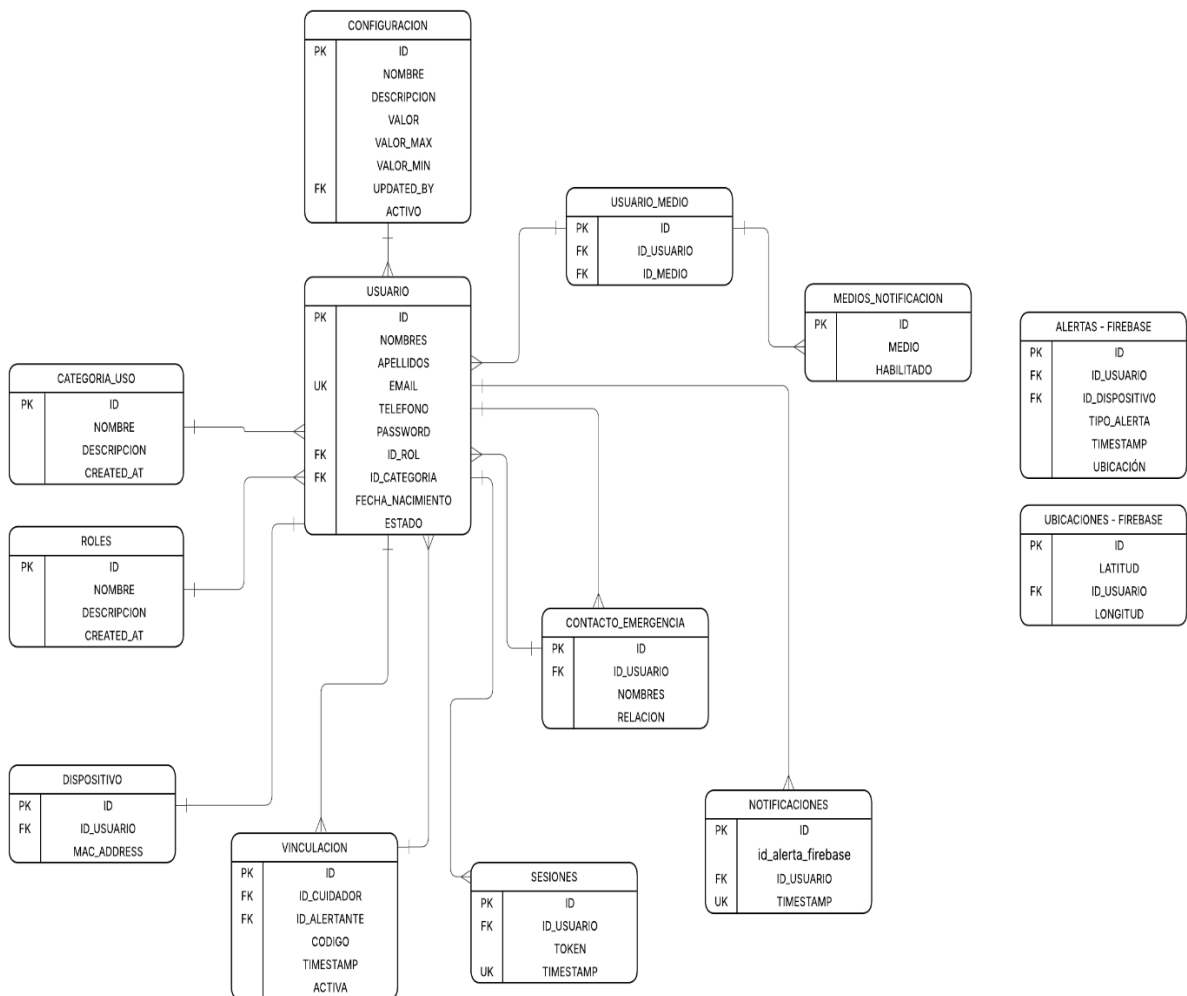 CONFIGURACION
PK ID
NOMBRE
DESCRIPCION
VALOR
VALOR_MAX
VALOR_MIN
FK UPDATED_BY
ACTIVO
USUARIO_MEDIO
PK ID
FK ID_USUARIO
FK ID_MEDIO
USUARIO
PK ID
NOMBRES
APELLIDOS
UK EMAIL
TELEFONO
PASSWORD
FK ID_ROL
FK ID_CATEGORIA
FECHA_NACIMIENTO
ESTADO
MEDIOS_NOTIFICACION
PK ID
MEDIO
HABILITADO
ALERTAS - FIREBASE
PK ID
FK ID_USUARIO
FK ID_DISPOSITIVO
TIPO_ALERTA
TIMESTAMP
UBICACIÓN
CATEGORIA_USO
PK ID
NOMBRE
DESCRIPCION
CREATED_AT
UBICACIONES - FIREBASE
PK ID
LATITUD
FK ID_USUARIO
LONGITUD
ROLES
PK ID
NOMBRE
DESCRIPCION
CREATED_AT
CONTACTO_EMERGENCIA
PK ID
FK ID_USUARIO
NOMBRES
RELACION
DISPOSITIVO
PK ID
FK ID_USUARIO
MAC_ADDRESS
NOTIFICACIONES
PK ID
id_alerta_firebase
FK ID_USUARIO
UK TIMESTAMP
VINCULACION
PK ID
FK ID_CUIDADOR
FK ID_ALERTANTE
CODIGO
TIMESTAMP
ACTIVA
SESIONES
PK ID
FK ID_USUARIO
TOKEN
UK TIMESTAMP